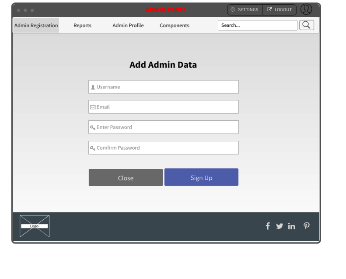 SETTINGS LOGOUT
Admin Registration Reports Admin Profile Components Search...
Add Admin Data
Username
Email
Enter Password
Comfirm Password
Close Sign Up
Logo